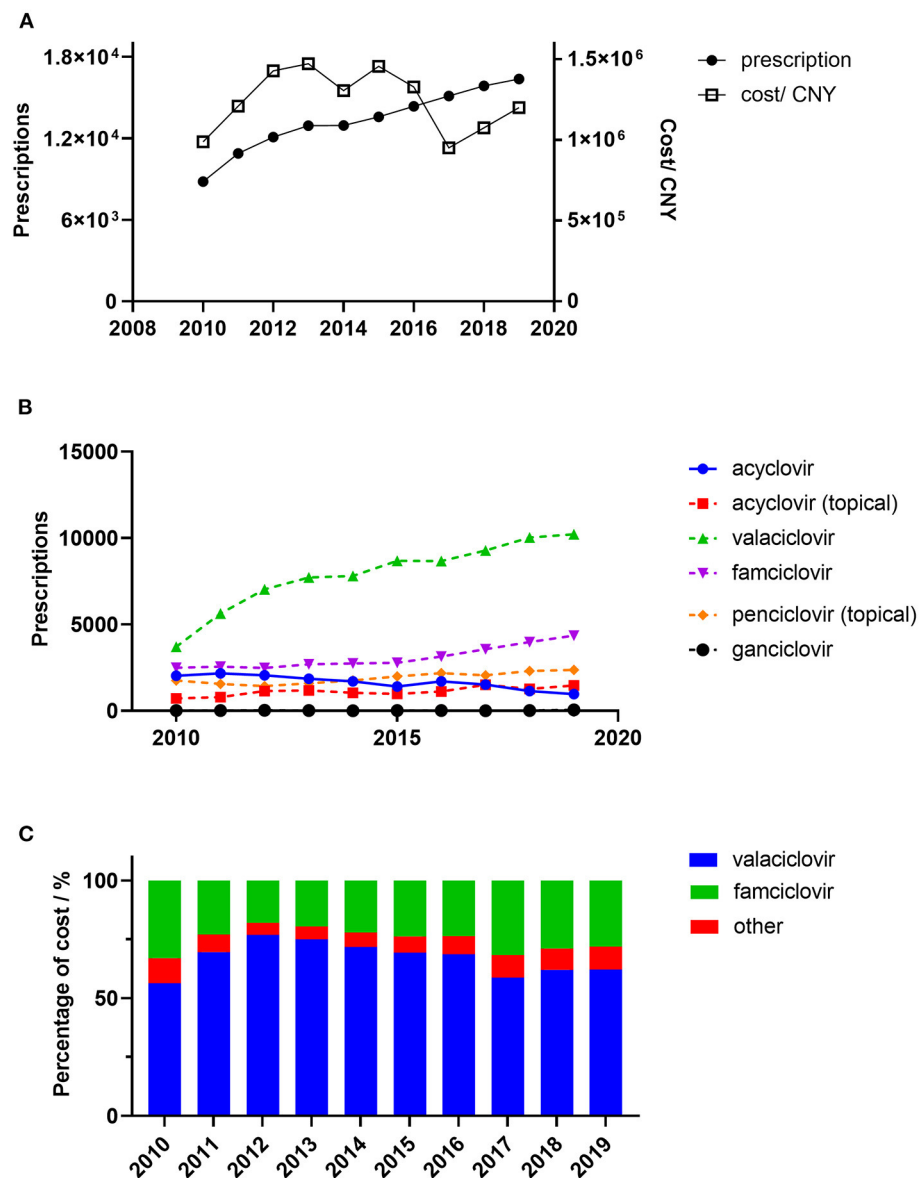 A
1.8×10⁴
1.2×10⁴
6×10³
0
Prescriptions
1.5×10⁶
1×10⁶
5×10⁵
0
Cost/ CNY
2008 2010 2012 2014 2016 2018 2020
prescription
cost/ CNY
B
15000
10000
5000
0
Prescriptions
2010 2015 2020
acyclovir
acyclovir (topical)
valaciclovir
famciclovir
penciclovir (topical)
ganciclovir
C
100
50
0
Percentage of cost / %
2010 2011 2012 2013 2014 2015 2016 2017 2018 2019
valaciclovir
famciclovir
other